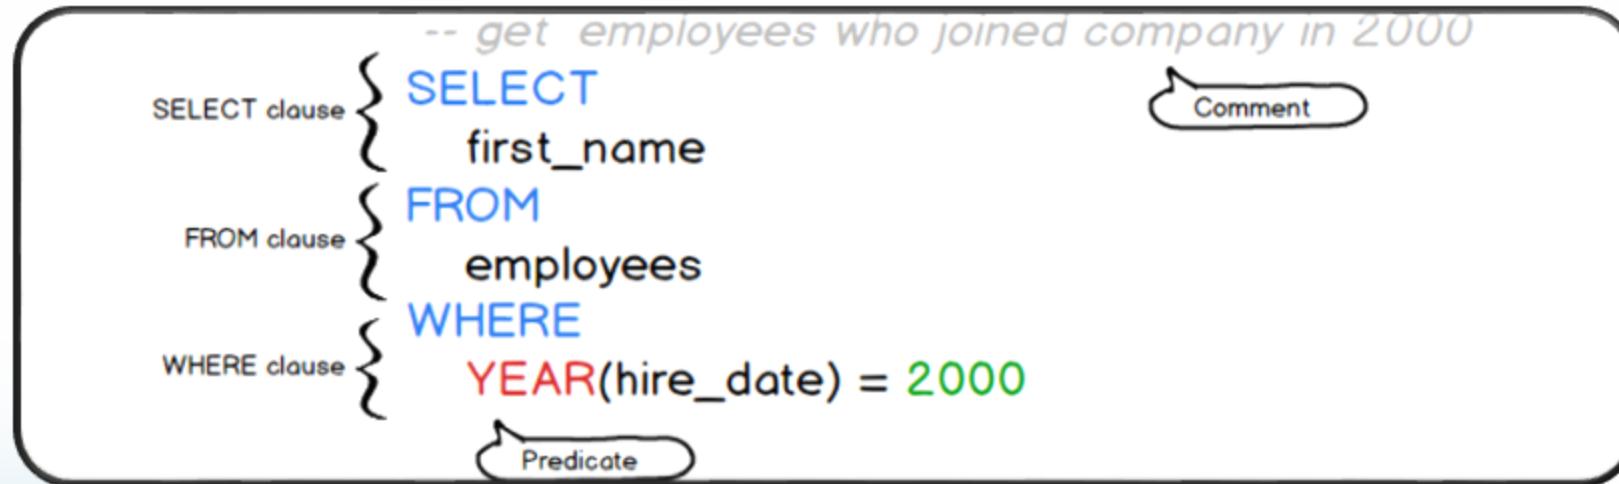 -- get employees who joined company in 2000
SELECT
SELECT clause
Comment
first_name
FROM
FROM clause
employees
WHERE
WHERE clause
YEAR(hire_date) = 2000
Predicate